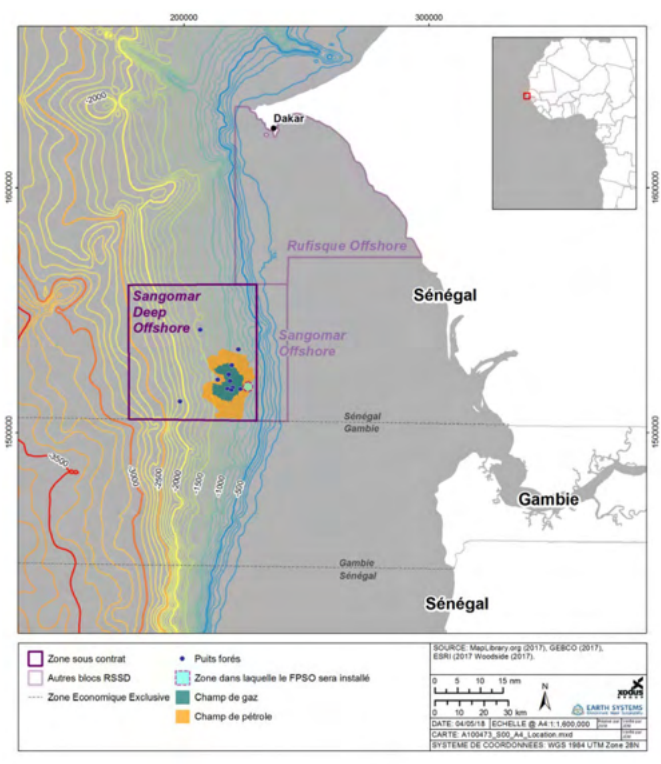 200000
300000
1600000
1600000
1500000
1500000
-2000
Dakar
Rufisque Offshore
Sénégal
Sangomar
Deep
Offshore
Sangomar
Offshore
Sénégal
Gambie
-3500
-3000
-2500
-2000
-1500
-1000
-500
Gambie
Gambie
Sénégal
Sénégal
Zone sous contrat
Autres blocs RSSD
Zone Economique Exclusive
Puits forés
Zone dans laquelle le FPSO sera installé
Champ de gaz
Champ de pétrole
SOURCE: MapLibrary.org (2017), GEBCO (2017),
ESRI (2017 Woodside (2017).
0 5 10 15 nm
0 10 20 30 km
N
XODUS
GROUP
EARTH SYSTEMS
DATE: 04/05/18
ECHELLE @ A4:1:1,600,000
CARTE: A100473_S00_A4_Location.mxd
SYSTEME DE COORDONNEES: WGS 1984 UTM Zone 28N